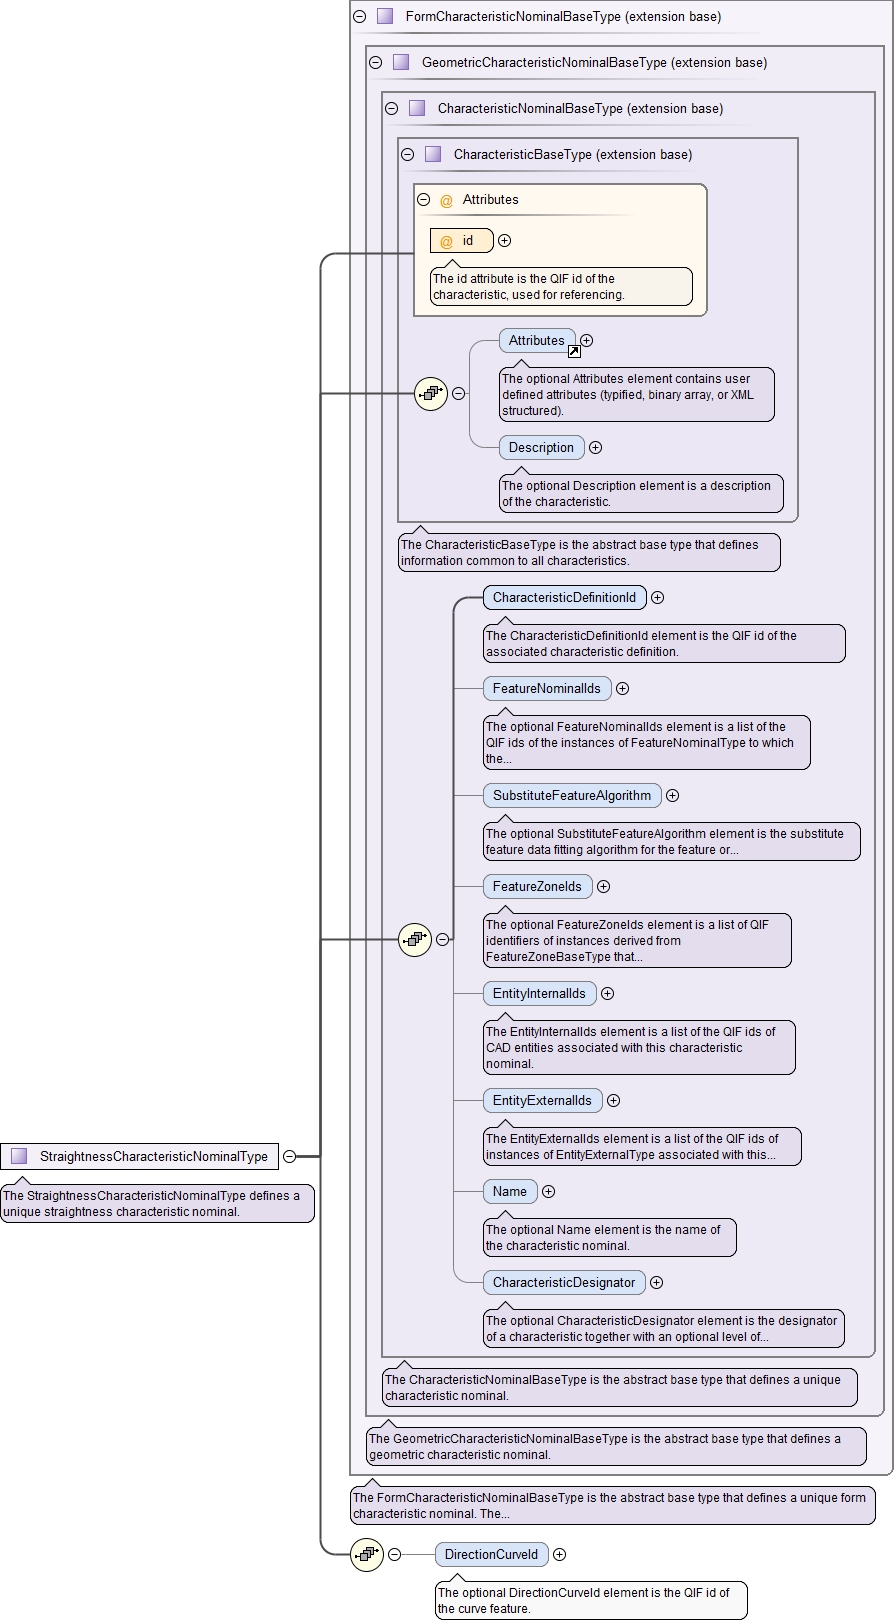 FormCharacteristicNominalBaseType (extension base)
GeometricCharacteristicNominalBaseType (extension base)
CharacteristicNominalBaseType (extension base)
CharacteristicBaseType (extension base)
@ Attributes
@ id
The id attribute is the QIF id of the
characteristic, used for referencing.
Attributes
The optional Attributes element contains user
defined attributes (typified, binary array, or XML
structured).
Description
The optional Description element is a description
of the characteristic.
The CharacteristicBaseType is the abstract base type that defines
information common to all characteristics.
CharacteristicDefinitionId
The CharacteristicDefinitionId element is the QIF id of the
associated characteristic definition.
FeatureNominalIds
The optional FeatureNominalIds element is a list of the
QIF ids of the instances of FeatureNominalType to which
the...
SubstituteFeatureAlgorithm
The optional SubstituteFeatureAlgorithm element is the substitute
feature data fitting algorithm for the feature or...
FeatureZoneIds
The optional FeatureZoneIds element is a list of QIF
identifiers of instances derived from
FeatureZoneBaseType that...
EntityInternalIds
The EntityInternalIds element is a list of the QIF ids of
CAD entities associated with this characteristic
nominal.
EntityExternalIds
The EntityExternalIds element is a list of the QIF ids of
instances of EntityExternalType associated with this...
StraightnessCharacteristicNominalType
The StraightnessCharacteristicNominalType defines a
unique straightness characteristic nominal.
Name
The optional Name element is the name of
the characteristic nominal.
CharacteristicDesignator
The optional CharacteristicDesignator element is the designator
of a characteristic together with an optional level of...
The CharacteristicNominalBaseType is the abstract base type that defines a unique
characteristic nominal.
The GeometricCharacteristicNominalBaseType is the abstract base type that defines a
geometric characteristic nominal.
The FormCharacteristicNominalBaseType is the abstract base type that defines a unique form
characteristic nominal. The...
DirectionCurveId
The optional DirectionCurveId element is the QIF id of
the curve feature.